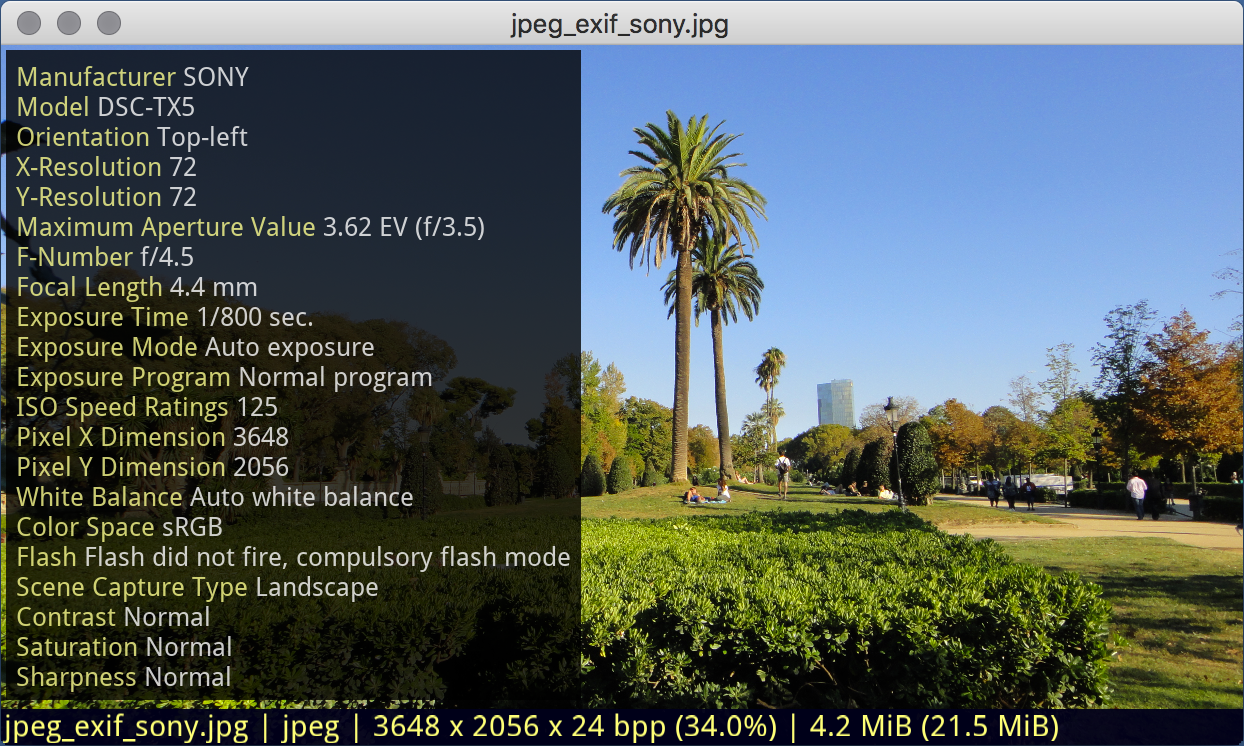 jpeg_exif_sony.jpg
Manufacturer SONY
Model DSC-TX5
Orientation Top-left
X-Resolution 72
Y-Resolution 72
Maximum Aperture Value 3.62 EV (f/3.5)
F-Number f/4.5
Focal Length 4.4 mm
Exposure Time 1/800 sec.
Exposure Mode Auto exposure
Exposure Program Normal program
ISO Speed Ratings 125
Pixel X Dimension 3648
Pixel Y Dimension 2056
White Balance Auto white balance
Color Space sRGB
Flash Flash did not fire, compulsory flash mode
Scene Capture Type Landscape
Contrast Normal
Saturation Normal
Sharpness Normal
jpeg_exif_sony.jpg | jpeg | 3648 x 2056 x 24 bpp (34.0%) | 4.2 MiB (21.5 MiB)